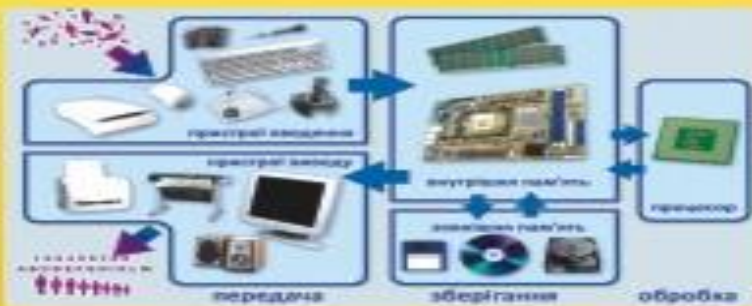 пристрої введення
пристрої виводу
внутрішня пам'ять
процесор
зовнішня пам'ять
передача
зберігання
обробка